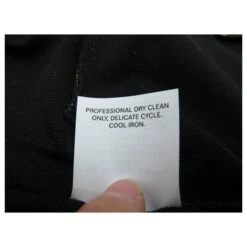 PROFESSIONAL DRY CLEAN
ONLY, DELICATE CYCLE,
COOL IRON.